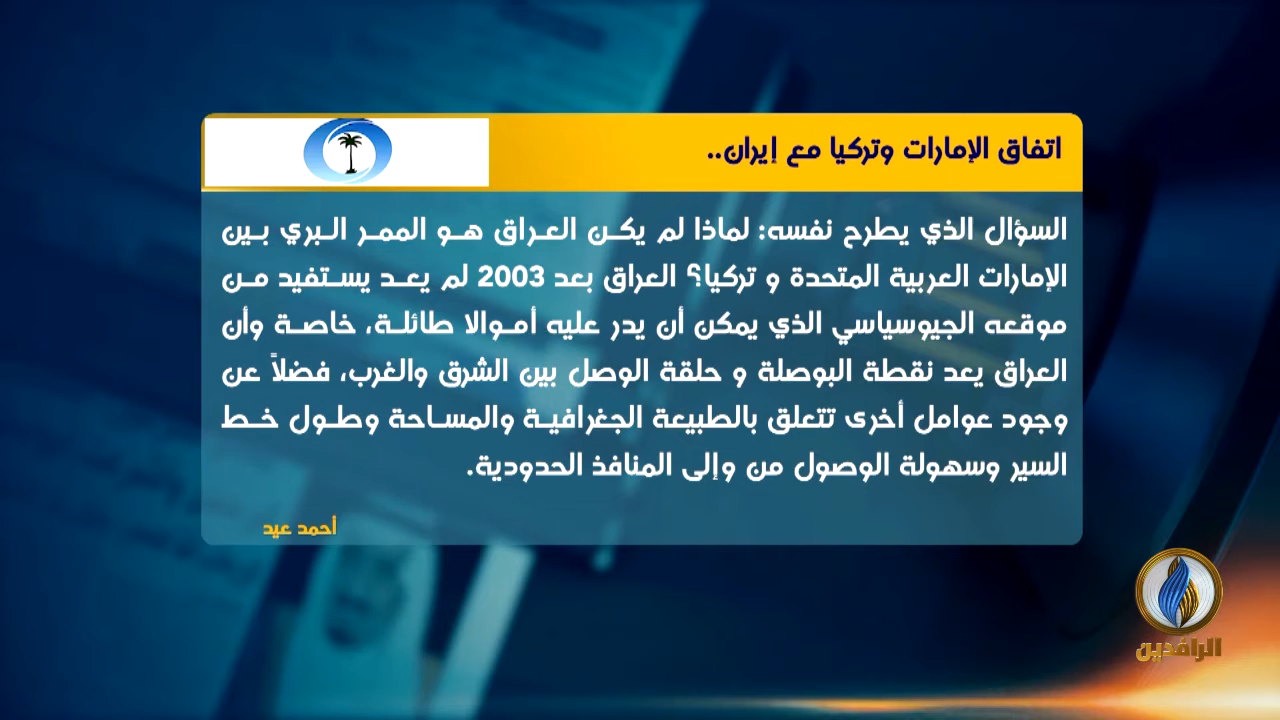 اتفاق الإمارات وتركيا مع إيران..
السؤال الذي يطرح نفسه: لماذا لم يكن العراق هو الممر البري بين
الإمارات العربية المتحدة و تركيا؟ العراق بعد 2003 لم يعد يستفيد من
موقعه الجيوسياسي الذي يمكن أن يدر عليه أموالا طائلة، خاصة وأن
العراق يعد نقطة البوصلة و حلقة الوصل بين الشرق والغرب، فضلاً عن
وجود عوامل أخرى تتعلق بالطبيعة الجغرافية والمساحة وطول خط
السير وسهولة الوصول من وإلى المنافذ الحدودية.
أحمد عيد
الرافدين